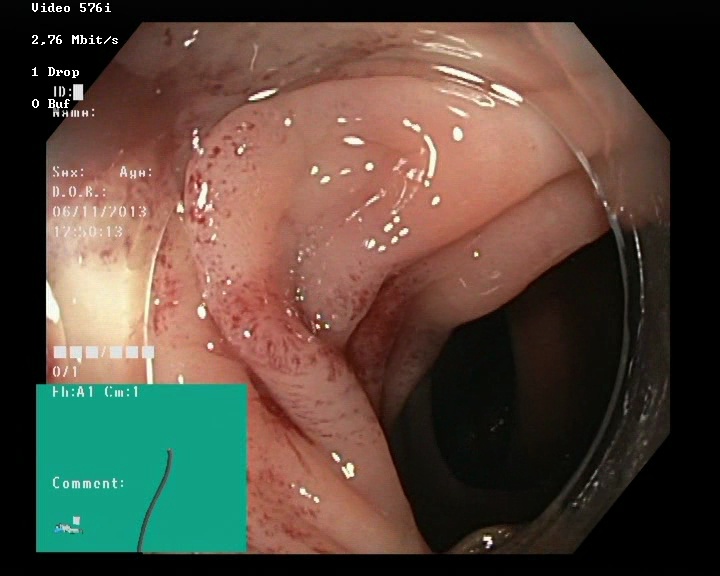 Video 576i
2,76 Mbit/s
1 Drop
ID:
0 Buf
Name:
Sex: Age:
D.O.B.:
06/11/2013
17:50:13
/
0/1
Eh:A1 Cm:1
Comment: